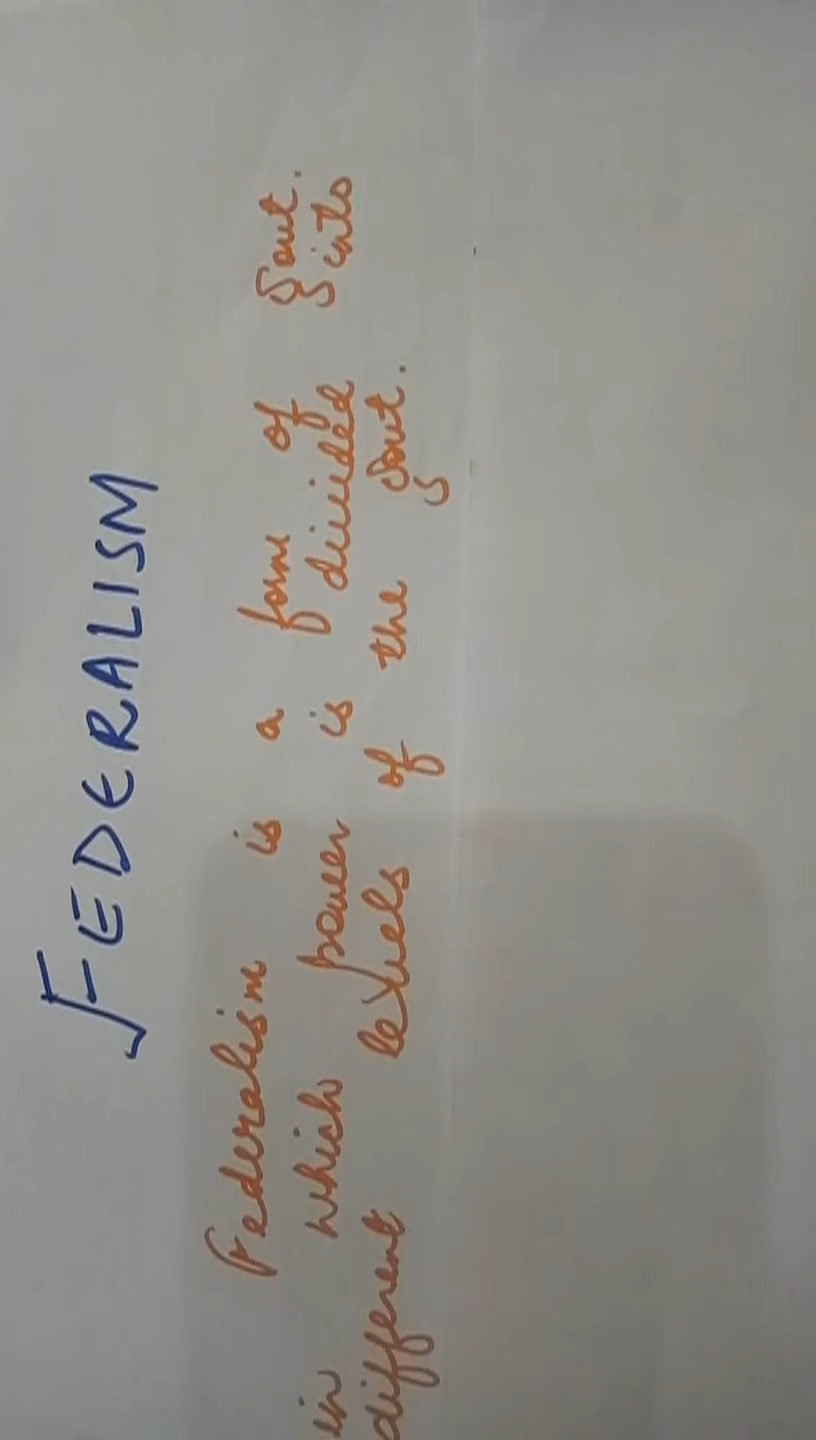 FEDERALISM
Federalism is a form of govt.
in which power is divided into
different levels of the govt.